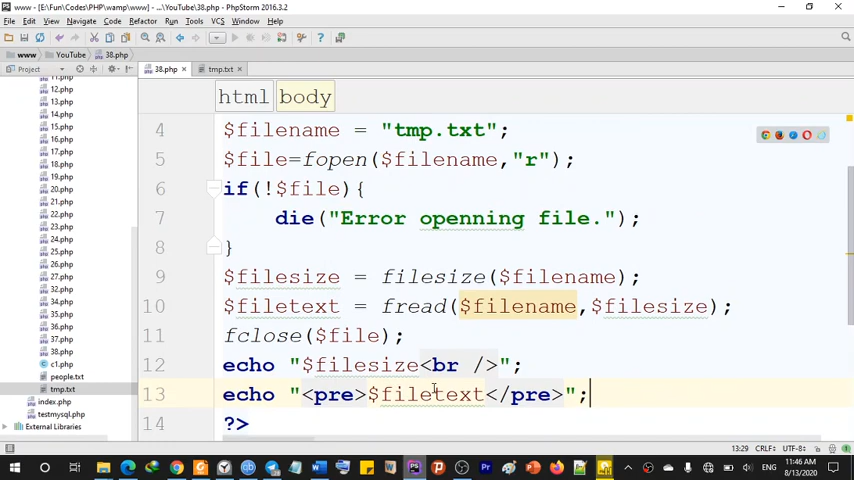 www - [E:\Fun\Codes\PHP\wamp\www] - ...\YouTube\38.php - PhpStorm 2016.3.2
File Edit View Navigate Code Refactor Run Tools VCS Window Help
www YouTube 38.php
Project 38.php tmp.txt
html body
11.php
12.php
13.php
14.php
15.php
16.php
17.php
18.php
19.php
20.php
21.php
22.php
23.php
24.php
25.php
26.php
27.php
32.php
34.php
35.php
36.php
37.php
38.php
c1.php
people.txt
tmp.txt
index.php
testmysql.php
External Libraries
4 $filename = "tmp.txt";
5 $file=fopen($filename,"r");
6 if(!$file){
7 die("Error openning file.");
8 }
9 $filesize = filesize($filename);
10 $filetext = fread($filename,$filesize);
11 fclose($file);
12 echo "$filesize<br />";
13 echo "<pre>$filetext</pre>";
14 ?>
13:29 CRLF÷ UTF-8÷
ENG 11:46 AM
8/13/2020